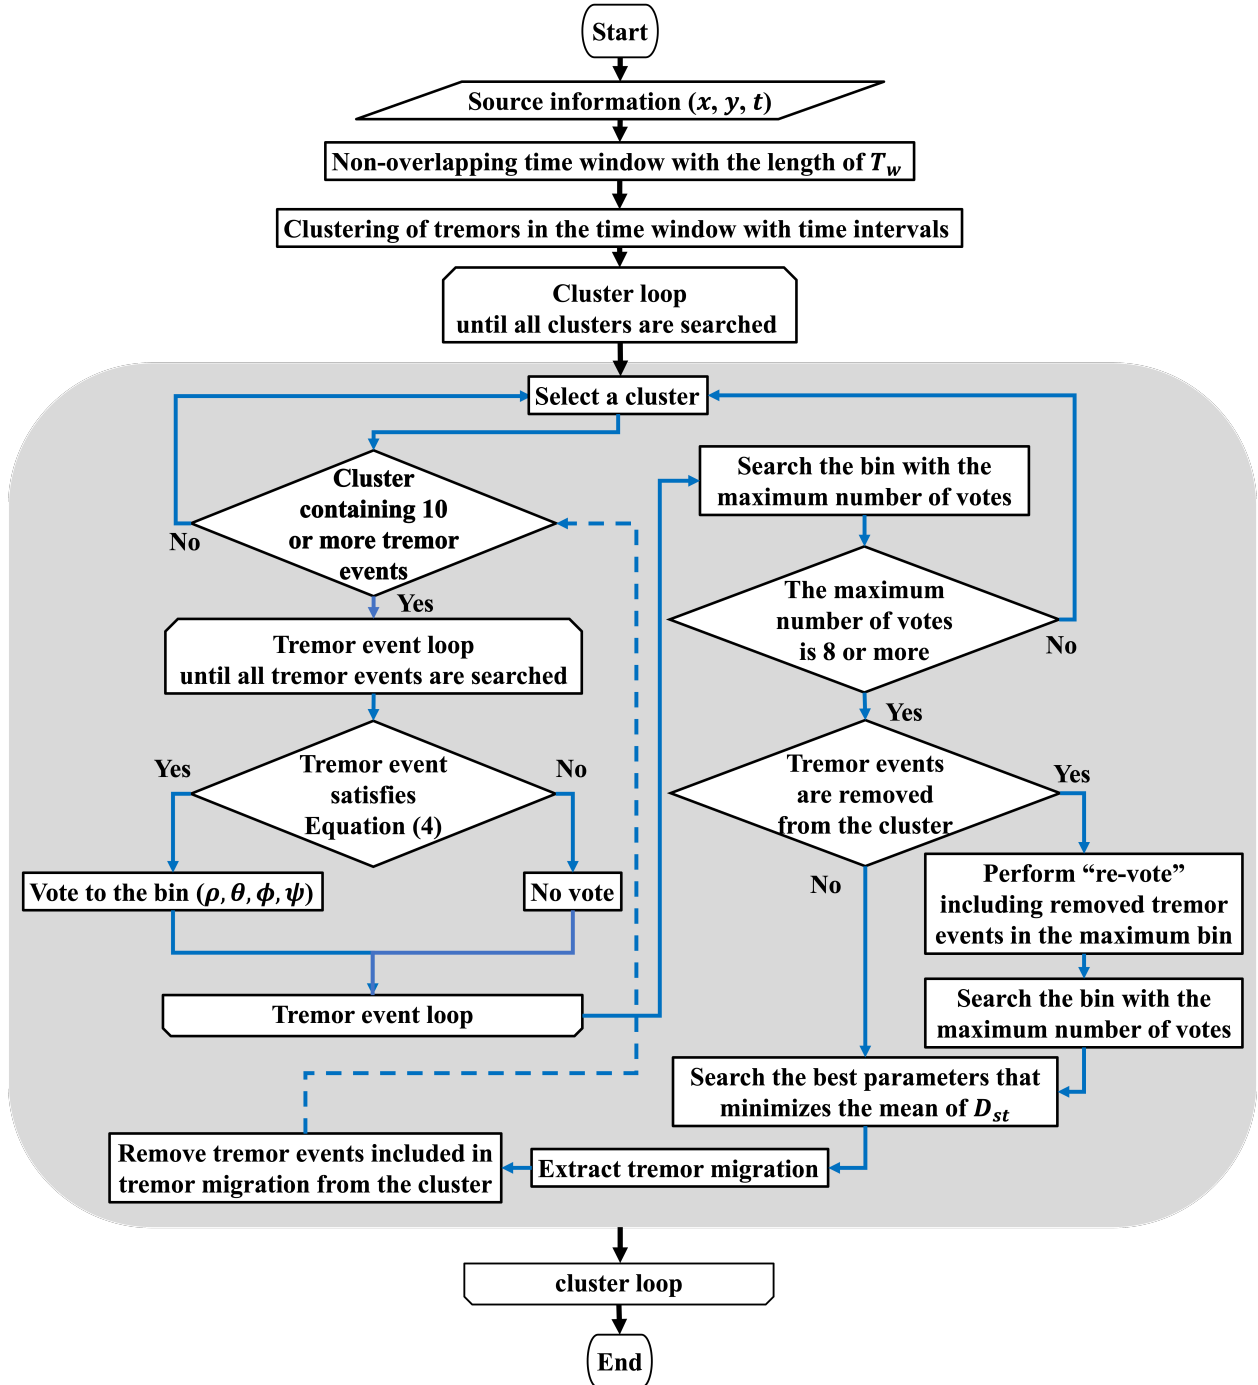 Start
Source information (x, y, t)
Non-overlapping time window with the length of T_w
Clustering of tremors in the time window with time intervals
Cluster loop
until all clusters are searched
Select a cluster
Cluster
containing 10
or more tremor
events
No
Yes
Tremor event loop
until all tremor events are searched
Tremor event
satisfies
Equation (4)
Yes
No
Vote to the bin (ρ, θ, ϕ, ψ)
No vote
Tremor event loop
Search the bin with the
maximum number of votes
The maximum
number of votes
is 8 or more
No
Yes
Tremor events
are removed
from the cluster
Yes
No
Perform “re-vote”
including removed tremor
events in the maximum bin
Search the bin with the
maximum number of votes
Search the best parameters that
minimizes the mean of D_st
Extract tremor migration
Remove tremor events included in
tremor migration from the cluster
cluster loop
End